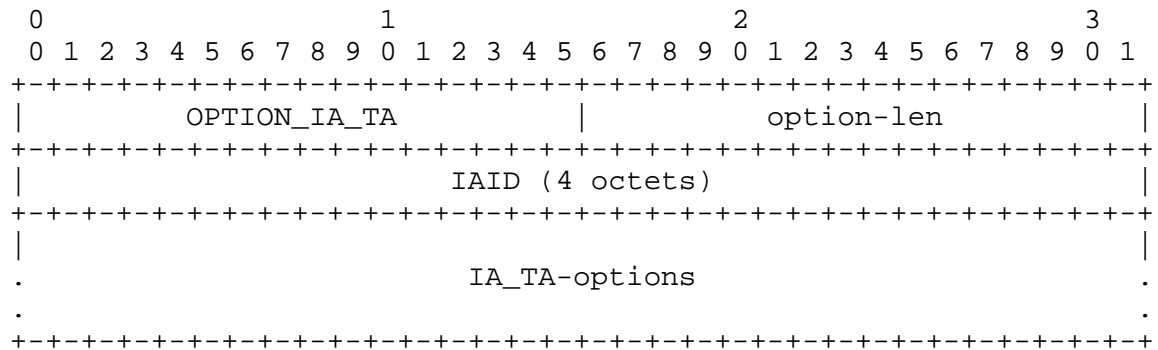 0                   1                   2                   3
 0 1 2 3 4 5 6 7 8 9 0 1 2 3 4 5 6 7 8 9 0 1 2 3 4 5 6 7 8 9 0 1
+-+-+-+-+-+-+-+-+-+-+-+-+-+-+-+-+-+-+-+-+-+-+-+-+-+-+-+-+-+-+-+-+
|         OPTION_IA_TA          |          option-len           |
+-+-+-+-+-+-+-+-+-+-+-+-+-+-+-+-+-+-+-+-+-+-+-+-+-+-+-+-+-+-+-+-+
|                        IAID (4 octets)                        |
+-+-+-+-+-+-+-+-+-+-+-+-+-+-+-+-+-+-+-+-+-+-+-+-+-+-+-+-+-+-+-+-+
|                                                               |
.                         IA_TA-options                         .
.                                                               .
+-+-+-+-+-+-+-+-+-+-+-+-+-+-+-+-+-+-+-+-+-+-+-+-+-+-+-+-+-+-+-+-+